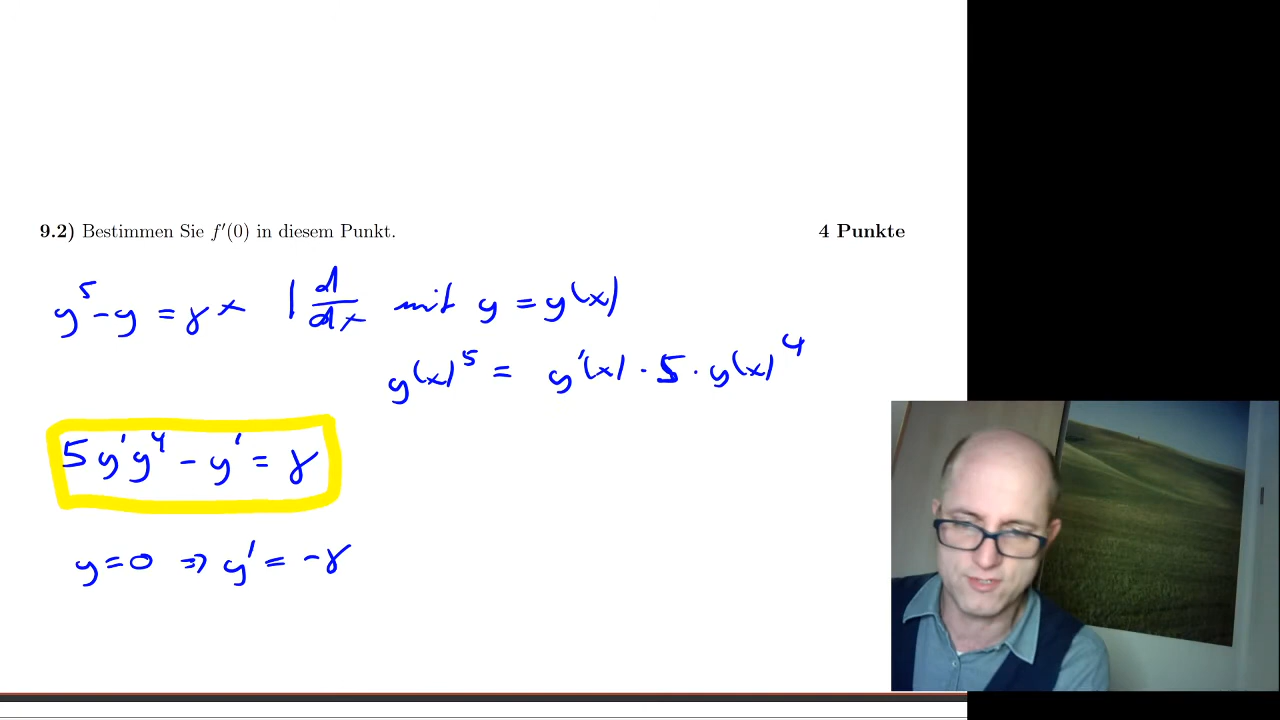 9.2) Bestimmen Sie f′(0) in diesem Punkt. 4 Punkte
y⁵ - y = γx | d/dx mit y = y(x)
y(x)⁵ = y'(x) · 5 · y(x)⁴
5y'y⁴ - y' = γ
y=0 ⇒ y' = -γ